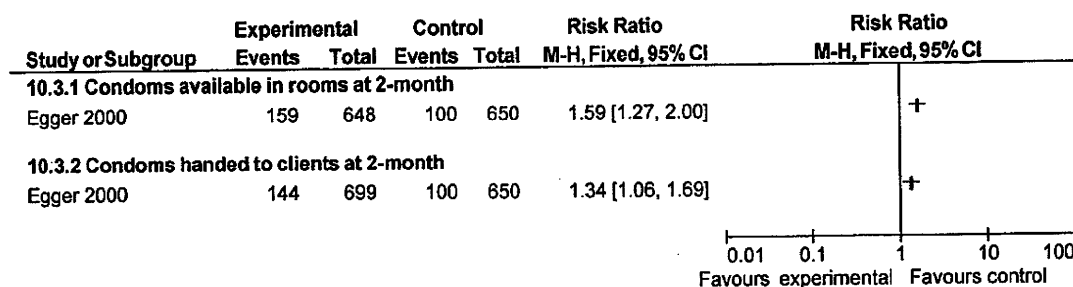 Experimental Control Risk Ratio Risk Ratio
Study or Subgroup Events Total Events Total M-H, Fixed, 95% CI M-H, Fixed, 95% CI
10.3.1 Condoms available in rooms at 2-month
Egger 2000 159 648 100 650 1.59 [1.27, 2.00]
10.3.2 Condoms handed to clients at 2-month
Egger 2000 144 699 100 650 1.34 [1.06, 1.69]
0.01 0.1 1 10 100
Favours experimental Favours control